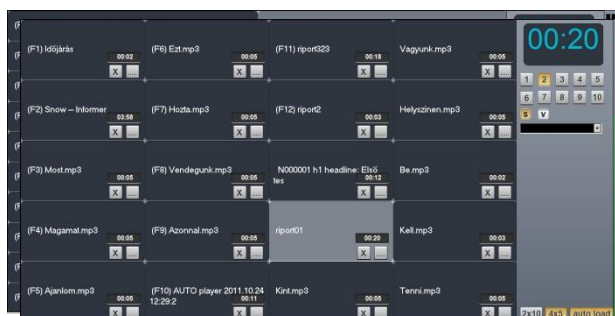 (F1) Időjárás
00:02
X ....
(F6) Ezt.mp3
00:05
X ....
(F11) riport323
00:18
X ....
Vagyunk.mp3
00:05
X ....
00:20
1 2 3 4 5
6 7 8 9 10
S V
(F2) Snow – Informer
03:58
X ....
(F7) Hozta.mp3
00:05
X ....
(F12) riport2
00:03
X ....
Helyszinen.mp3
00:05
X ....
(F3) Most.mp3
00:05
X ....
(F8) Vendegunk.mp3
00:05
X ....
N000001 h1 headline: Első
tes
00:12
X ....
Be.mp3
00:02
X ....
(F4) Magamat.mp3
00:05
X ....
(F9) Azonnal.mp3
00:05
X ....
riport01
00:20
X ....
Kell.mp3
00:03
X ....
(F5) Ajanlom.mp3
00:05
X ....
(F10) AUTO player 2011.10.24
12:29:2
00:11
X ....
Kint.mp3
00:05
X ....
Tenni.mp3
00:05
X ....
2x10 4x5 auto load